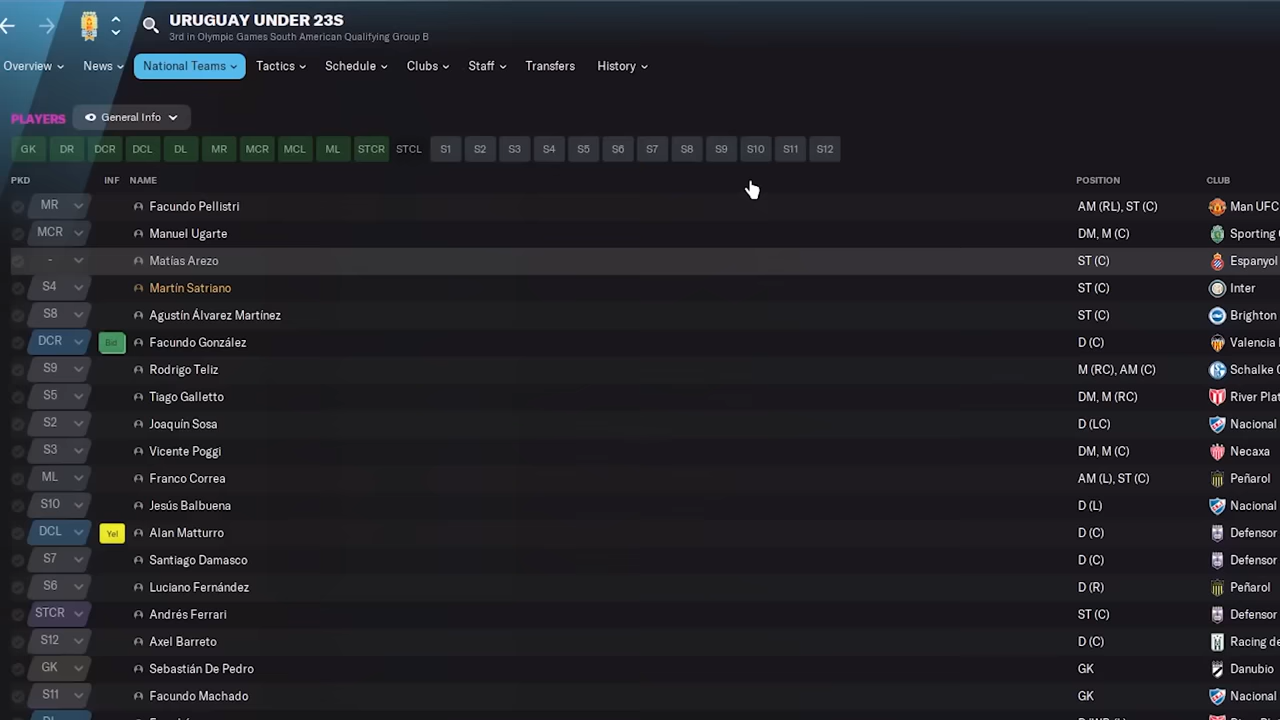 URUGUAY UNDER 23S
3rd in Olympic Games South American Qualifying Group B
Overview News National Teams Tactics Schedule Clubs Staff Transfers History
PLAYERS General Info
GK DR DCR DCL DL MR MCR MCL ML STCR STCL S1 S2 S3 S4 S5 S6 S7 S8 S9 S10 S11 S12
PKD INF NAME POSITION CLUB
MR Facundo Pellistri AM (RL), ST (C) Man UFC
MCR Manuel Ugarte DM, M (C) Sporting
- Matías Arezo ST (C) Espanyol
S4 Martín Satriano ST (C) Inter
S8 Agustín Álvarez Martínez ST (C) Brighton
DCR Bid Facundo González D (C) Valencia
S9 Rodrigo Teliz M (RC), AM (C) Schalke
S5 Tiago Galletto DM, M (RC) River Plat
S2 Joaquín Sosa D (LC) Nacional
S3 Vicente Poggi DM, M (C) Necaxa
ML Franco Correa AM (L), ST (C) Peñarol
S10 Jesús Balbuena D (L) Nacional
DCL Yel Alan Matturro D (C) Defensor
S7 Santiago Damasco D (C) Defensor
S6 Luciano Fernández D (R) Peñarol
STCR Andrés Ferrari ST (C) Defensor
S12 Axel Barreto D (C) Racing de
GK Sebastián De Pedro GK Danubio
S11 Facundo Machado GK Nacional